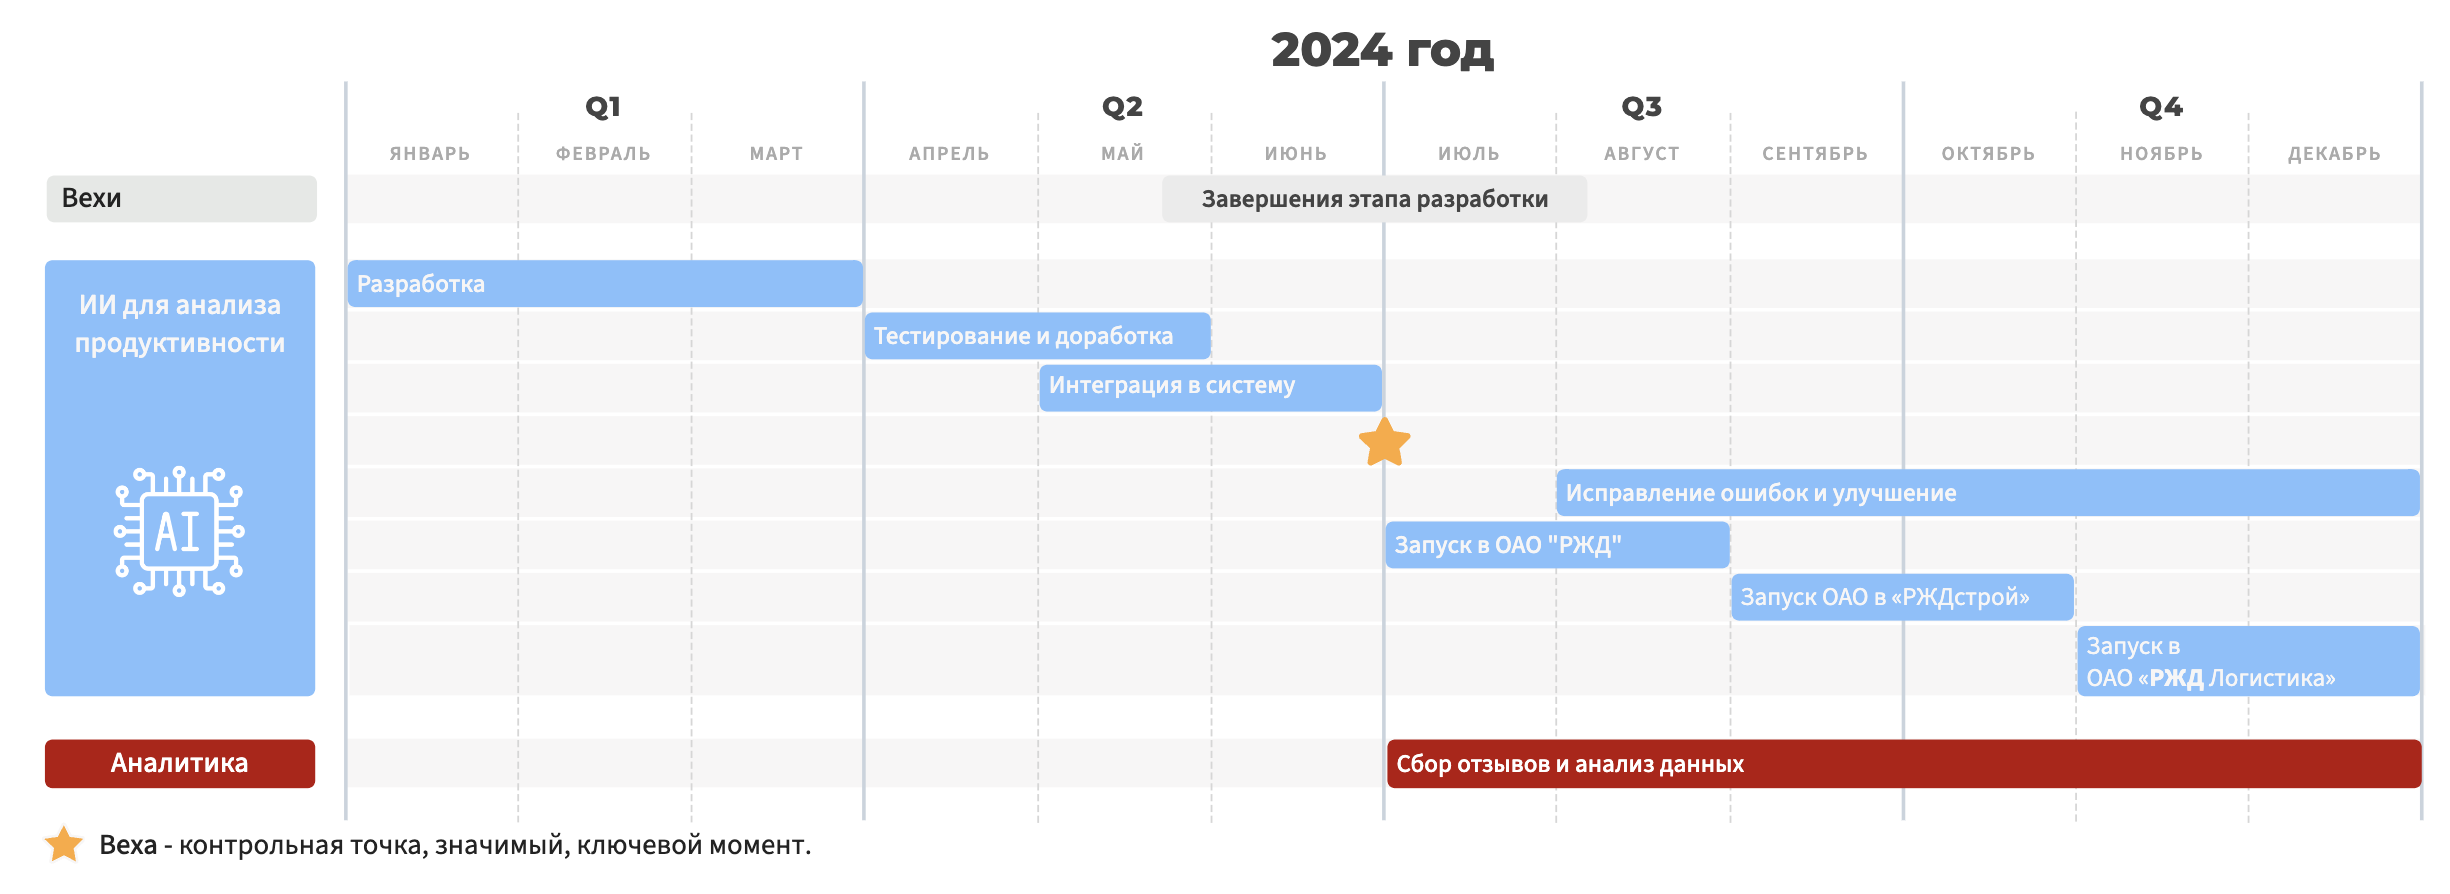 2024 год
Q1
Q2
Q3
Q4
ЯНВАРЬ
ФЕВРАЛЬ
МАРТ
АПРЕЛЬ
МАЙ
ИЮНЬ
ИЮЛЬ
АВГУСТ
СЕНТЯБРЬ
ОКТЯБРЬ
НОЯБРЬ
ДЕКАБРЬ
Вехи
Завершения этапа разработки
ИИ для анализа
продуктивности
AI
Разработка
Тестирование и доработка
Интеграция в систему
Исправление ошибок и улучшение
Запуск в ОАО "РЖД"
Запуск ОАО в «РЖДстрой»
Запуск в
ОАО «РЖД Логистика»
Аналитика
Сбор отзывов и анализ данных
Веха - контрольная точка, значимый, ключевой момент.